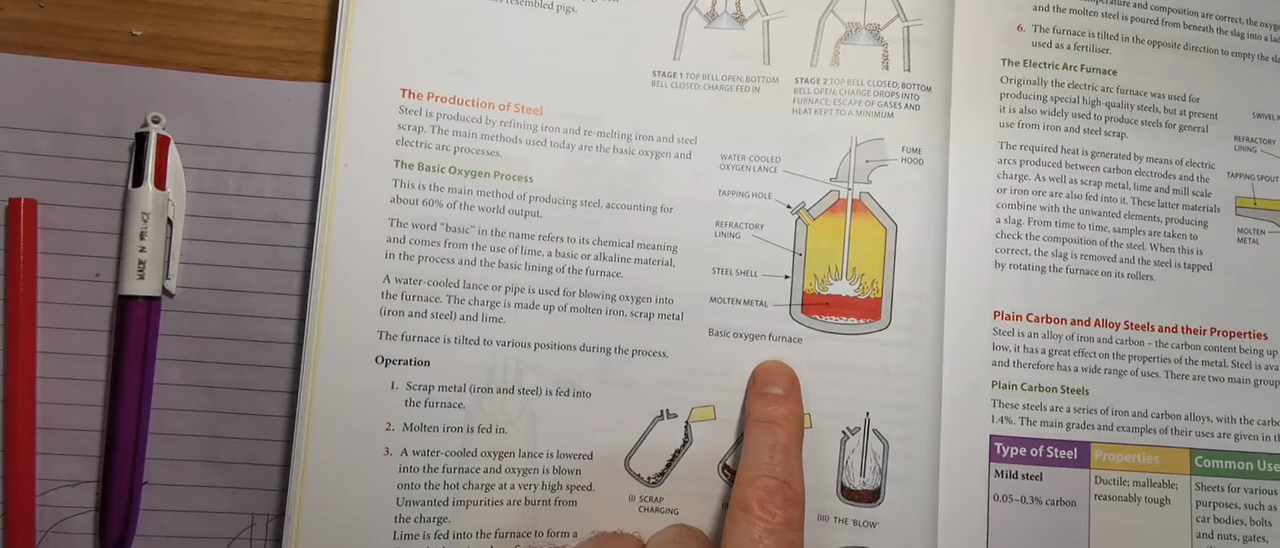 MADE IN FRANCE
resembled pigs.
STAGE 1 TOP BELL OPEN; BOTTOM
BELL CLOSED; CHARGE FED IN
STAGE 2 TOP BELL CLOSED; BOTTOM
BELL OPEN; CHARGE DROPS INTO
FURNACE; ESCAPE OF GASES AND
HEAT KEPT TO A MINIMUM
The Production of Steel
Steel is produced by refining iron and re-melting iron and steel
scrap. The main methods used today are the basic oxygen and
electric arc processes.
The Basic Oxygen Process
This is the main method of producing steel, accounting for
about 60% of the world output.
The word "basic" in the name refers to its chemical meaning
and comes from the use of lime, a basic or alkaline material,
in the process and the basic lining of the furnace.
A water-cooled lance or pipe is used for blowing oxygen into
the furnace. The charge is made up of molten iron, scrap metal
(iron and steel) and lime.
The furnace is tilted to various positions during the process.
WATER-COOLED
OXYGEN LANCE
FUME
HOOD
TAPPING HOLE
REFRACTORY
LINING
STEEL SHELL
MOLTEN METAL
Basic oxygen furnace
Operation
1. Scrap metal (iron and steel) is fed into
the furnace.
2. Molten iron is fed in.
3. A water-cooled oxygen lance is lowered
into the furnace and oxygen is blown
onto the hot charge at a very high speed.
Unwanted impurities are burnt from
the charge.
Lime is fed into the furnace to form a
(I) SCRAP
CHARGING
(III) THE 'BLOW'
and composition are correct, the
and the molten steel is poured from beneath the slag into a
6. The furnace is tilted in the opposite direction to empty the
used as a fertiliser.
The Electric Arc Furnace
Originally the electric arc furnace was used for
producing special high-quality steels, but at present
it is also widely used to produce steels for general
use from iron and steel scrap.
The required heat is generated by means of electric
arcs produced between carbon electrodes and the
charge. As well as scrap metal, lime and mill scale
or iron ore are also fed into it. These latter materials
combine with the unwanted elements, producing
a slag. From time to time, samples are taken to
check the composition of the steel. When this is
correct, the slag is removed and the steel is tapped
by rotating the furnace on its rollers.
SWIVEL
REFRACTORY
LINING
TAPPING SPOUT
MOLTEN
METAL
Plain Carbon and Alloy Steels and their Properties
Steel is an alloy of iron and carbon – the carbon content being up
low, it has a great effect on the properties of the metal. Steel is
and therefore has a wide range of uses. There are two main
Plain Carbon Steels
These steels are a series of iron and carbon alloys, with the
1.4%. The main grades and examples of their uses are given in
Type of Steel
Properties
Common
Mild steel
0.05–0.3% carbon
Ductile; malleable;
reasonably tough
Sheets for various
purposes, such as
car bodies, bolts
and nuts, gates,